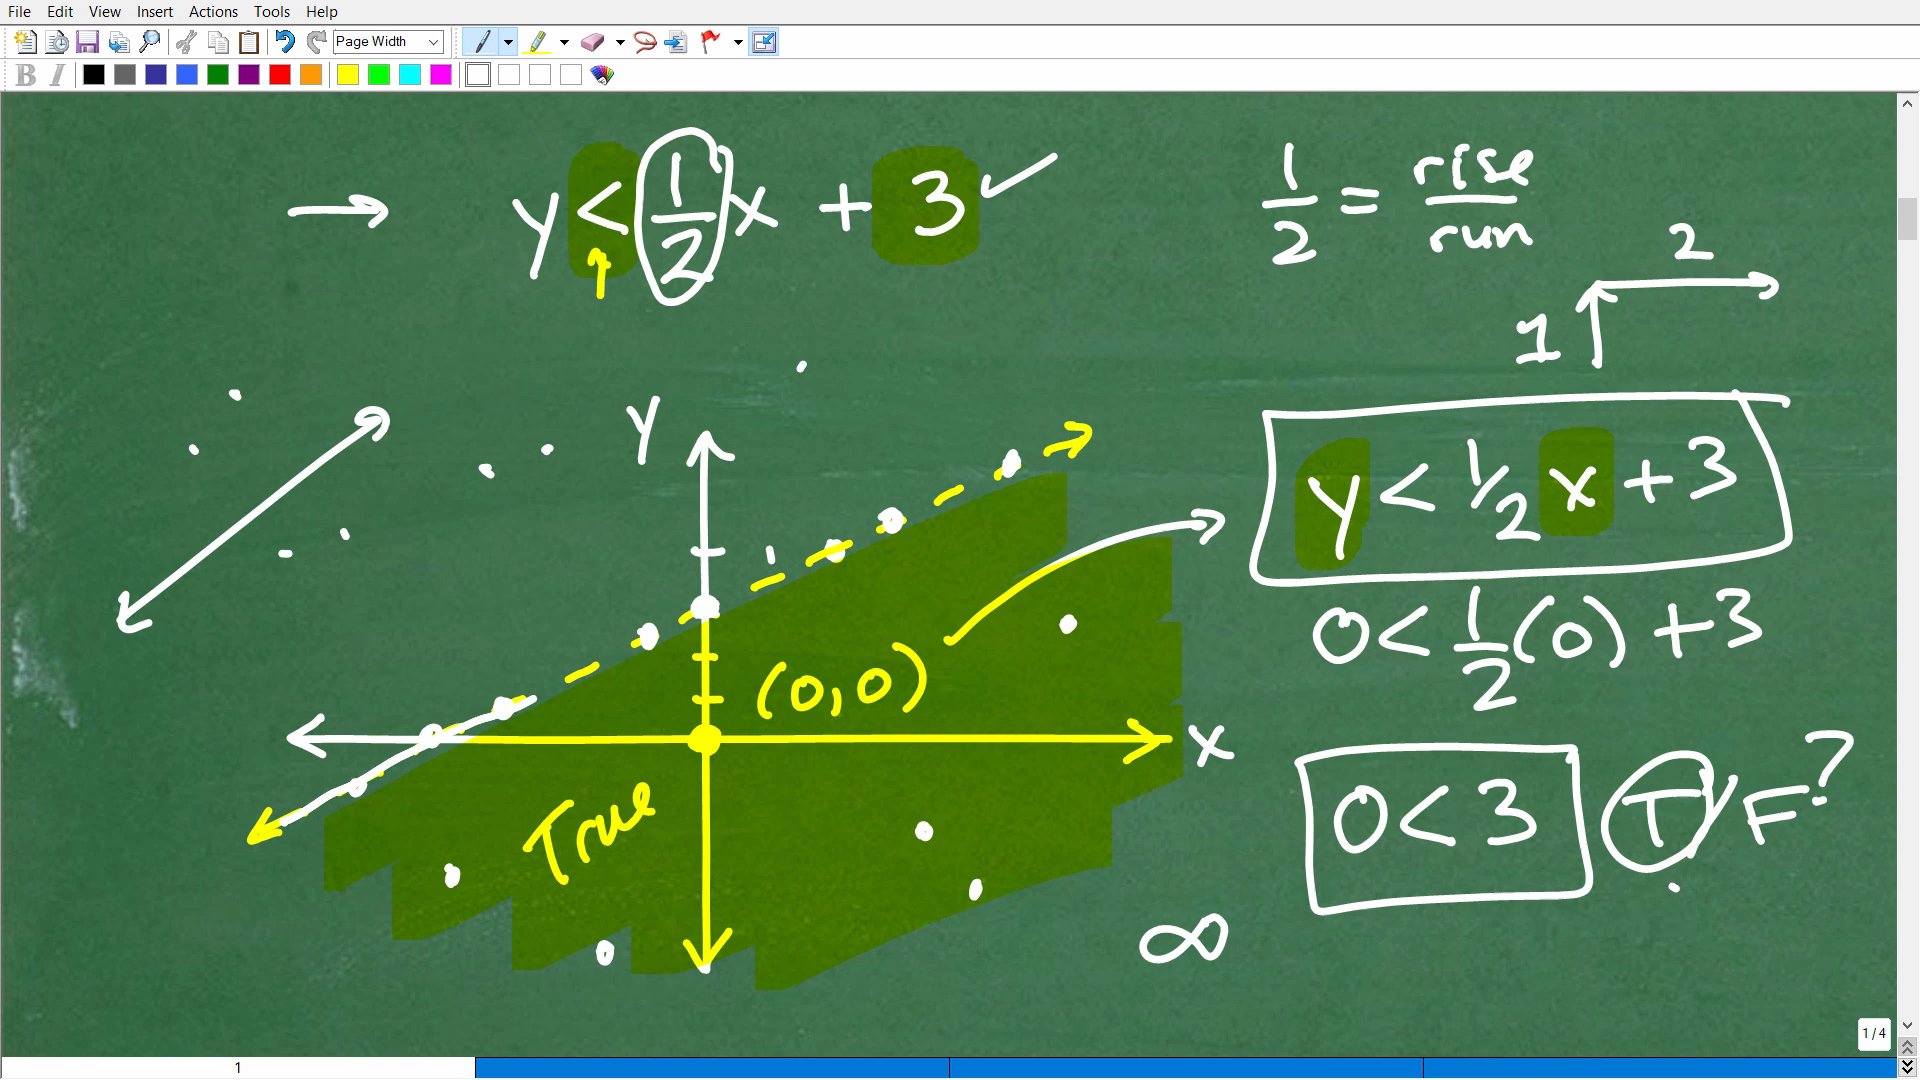 File Edit View Insert Actions Tools Help
Page Width
B I
→ y < 1/2 x + 3 ✓
1/2 = rise/run
2
1
y
y < 1/2 x + 3
0 < 1/2 (0) + 3
(0,0)
x
True
0 < 3 T/F?
∞
1 / 4
1